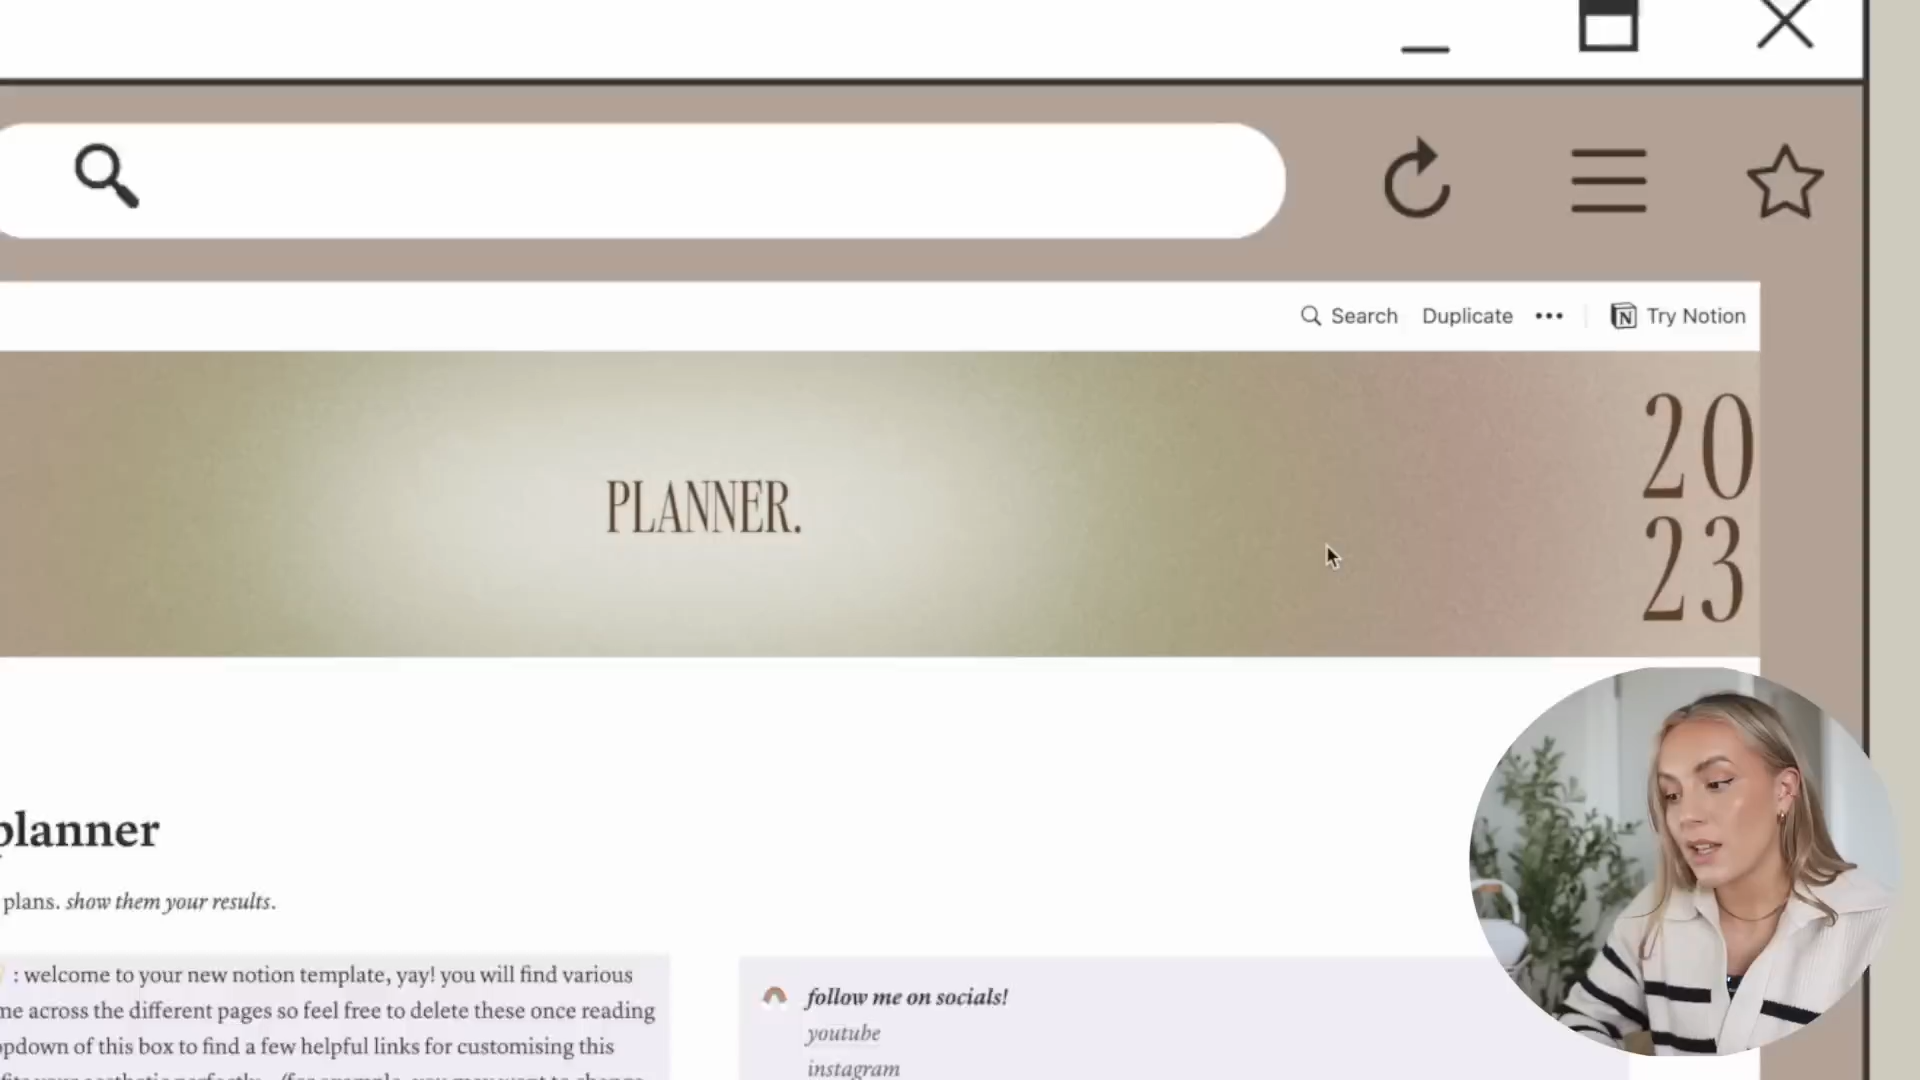 Search Duplicate ••• Try Notion
PLANNER.
20
23
planner
plans. show them your results.
: welcome to your new notion template, yay! you will find various
me across the different pages so feel free to delete these once reading
opdown of this box to find a few helpful links for customising this
follow me on socials!
youtube
instagram